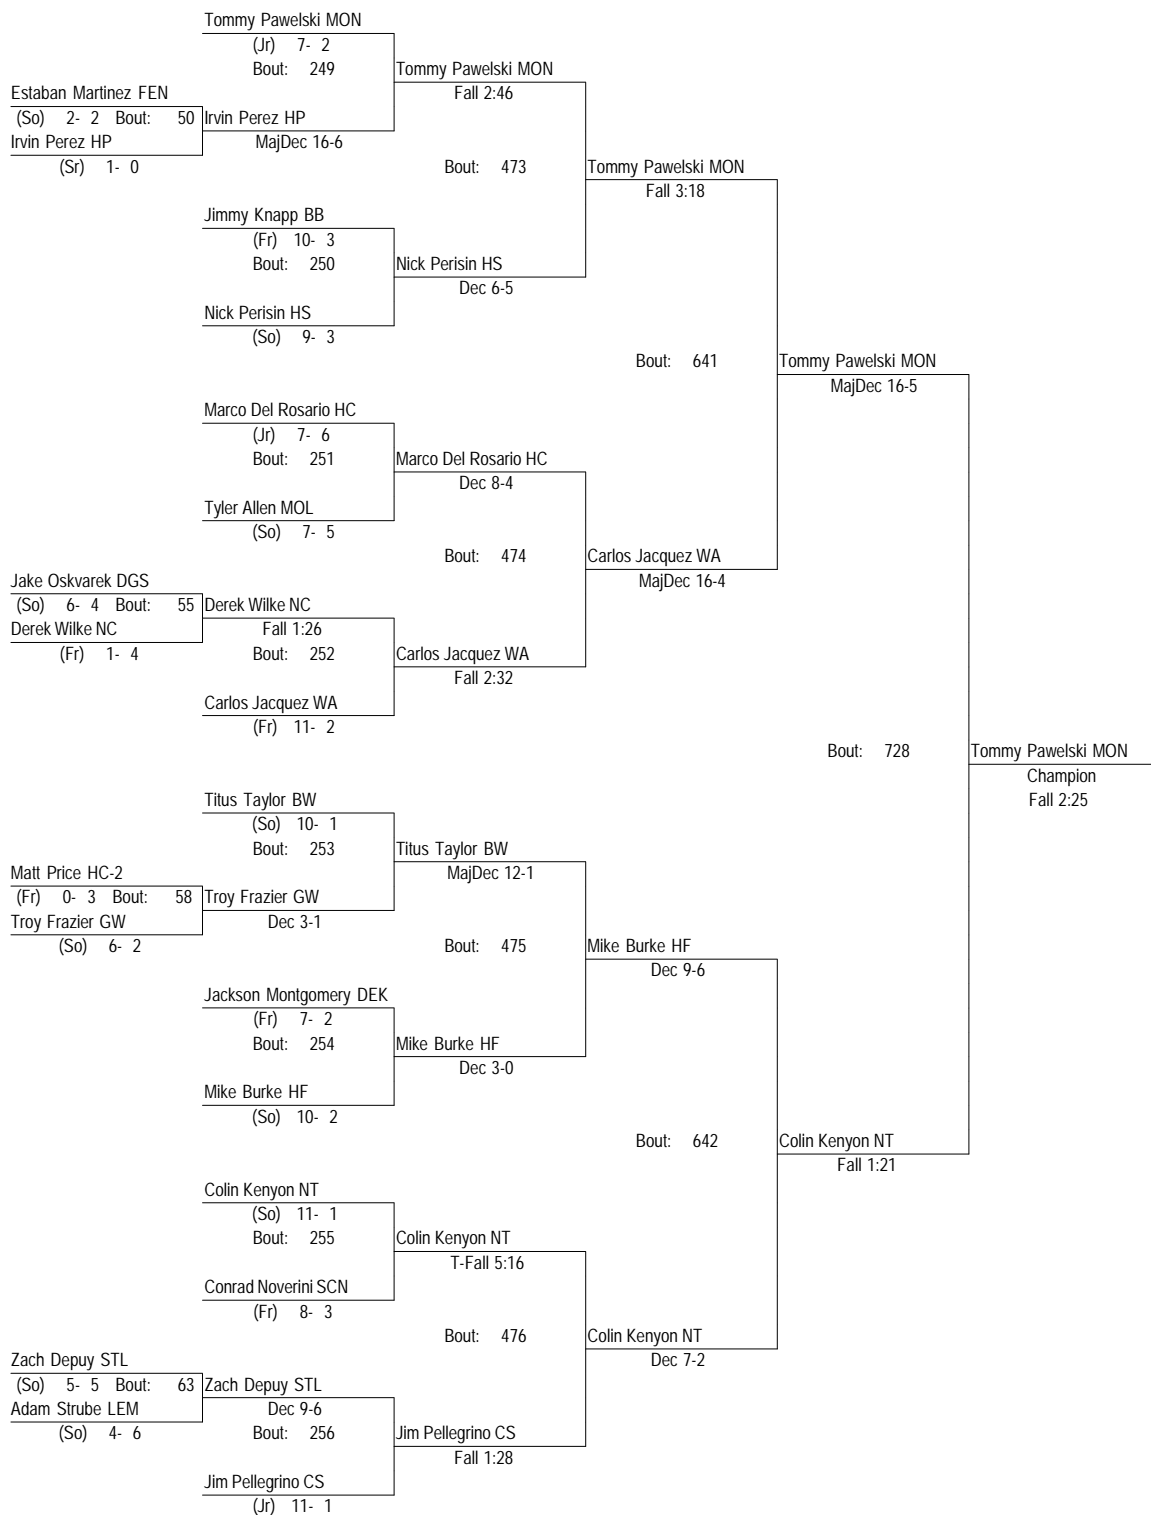 Tommy Pawelski MON
(Jr) 7- 2
Bout: 249
Tommy Pawelski MON
Fall 2:46
Estaban Martinez FEN
(So) 2- 2 Bout: 50
Irvin Perez HP
Irvin Perez HP
MajDec 16-6
(Sr) 1- 0
Bout: 473
Tommy Pawelski MON
Fall 3:18
Jimmy Knapp BB
(Fr) 10- 3
Bout: 250
Nick Perisin HS
Dec 6-5
Nick Perisin HS
(So) 9- 3
Bout: 641
Tommy Pawelski MON
MajDec 16-5
Marco Del Rosario HC
(Jr) 7- 6
Bout: 251
Marco Del Rosario HC
Dec 8-4
Tyler Allen MOL
(So) 7- 5
Bout: 474
Carlos Jacquez WA
MajDec 16-4
Jake Oskvarek DGS
(So) 6- 4 Bout: 55
Derek Wilke NC
Derek Wilke NC
Fall 1:26
(Fr) 1- 4
Bout: 252
Carlos Jacquez WA
Fall 2:32
Carlos Jacquez WA
(Fr) 11- 2
Bout: 728
Tommy Pawelski MON
Champion
Fall 2:25
Titus Taylor BW
(So) 10- 1
Bout: 253
Titus Taylor BW
MajDec 12-1
Matt Price HC-2
(Fr) 0- 3 Bout: 58
Troy Frazier GW
Troy Frazier GW
Dec 3-1
(So) 6- 2
Bout: 475
Mike Burke HF
Dec 9-6
Jackson Montgomery DEK
(Fr) 7- 2
Bout: 254
Mike Burke HF
Dec 3-0
Mike Burke HF
(So) 10- 2
Bout: 642
Colin Kenyon NT
Fall 1:21
Colin Kenyon NT
(So) 11- 1
Bout: 255
Colin Kenyon NT
T-Fall 5:16
Conrad Noverini SCN
(Fr) 8- 3
Bout: 476
Colin Kenyon NT
Dec 7-2
Zach Depuy STL
(So) 5- 5 Bout: 63
Zach Depuy STL
Adam Strube LEM
Dec 9-6
(So) 4- 6
Bout: 256
Jim Pellegrino CS
Fall 1:28
Jim Pellegrino CS
(Jr) 11- 1